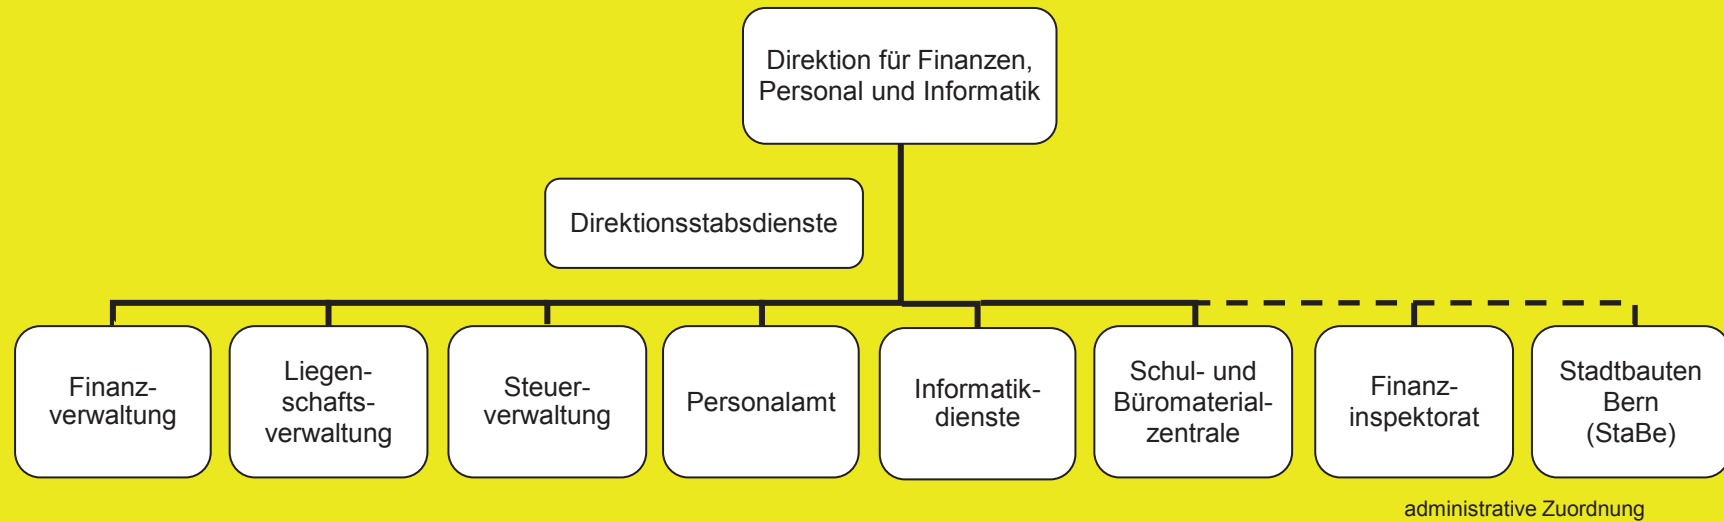 Direktion für Finanzen,
Personal und Informatik
Direktionsstabsdienste
Finanz-
verwaltung
Liegen-
schafts-
verwaltung
Steuer-
verwaltung
Personalamt
Informatik-
dienste
Schul- und
Büromaterial-
zentrale
Finanz-
inspektorat
Stadtbauten
Bern
(StaBe)
administrative Zuordnung